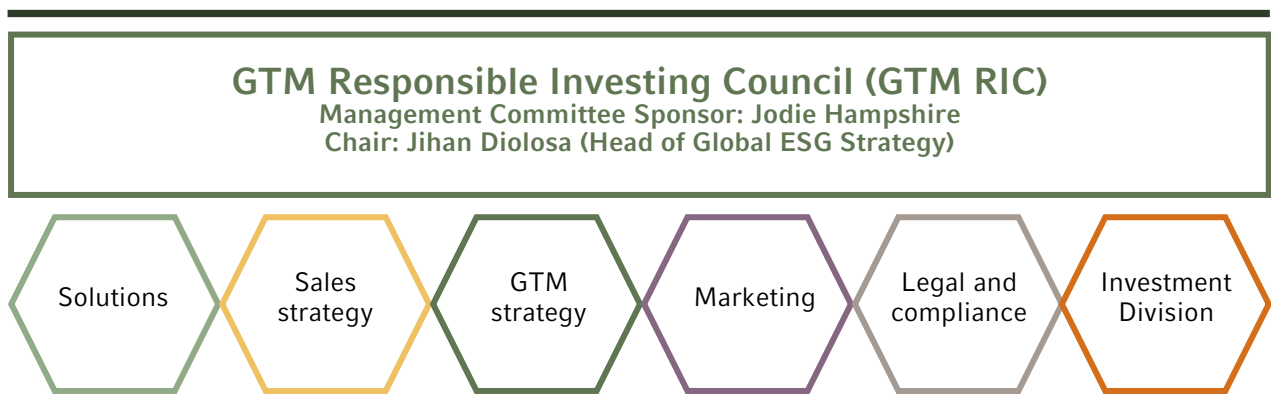 GTM Responsible Investing Council (GTM RIC)
Management Committee Sponsor: Jodie Hampshire
Chair: Jihan Diolosa (Head of Global ESG Strategy)
Solutions
Sales
strategy
GTM
strategy
Marketing
Legal and
compliance
Investment
Division